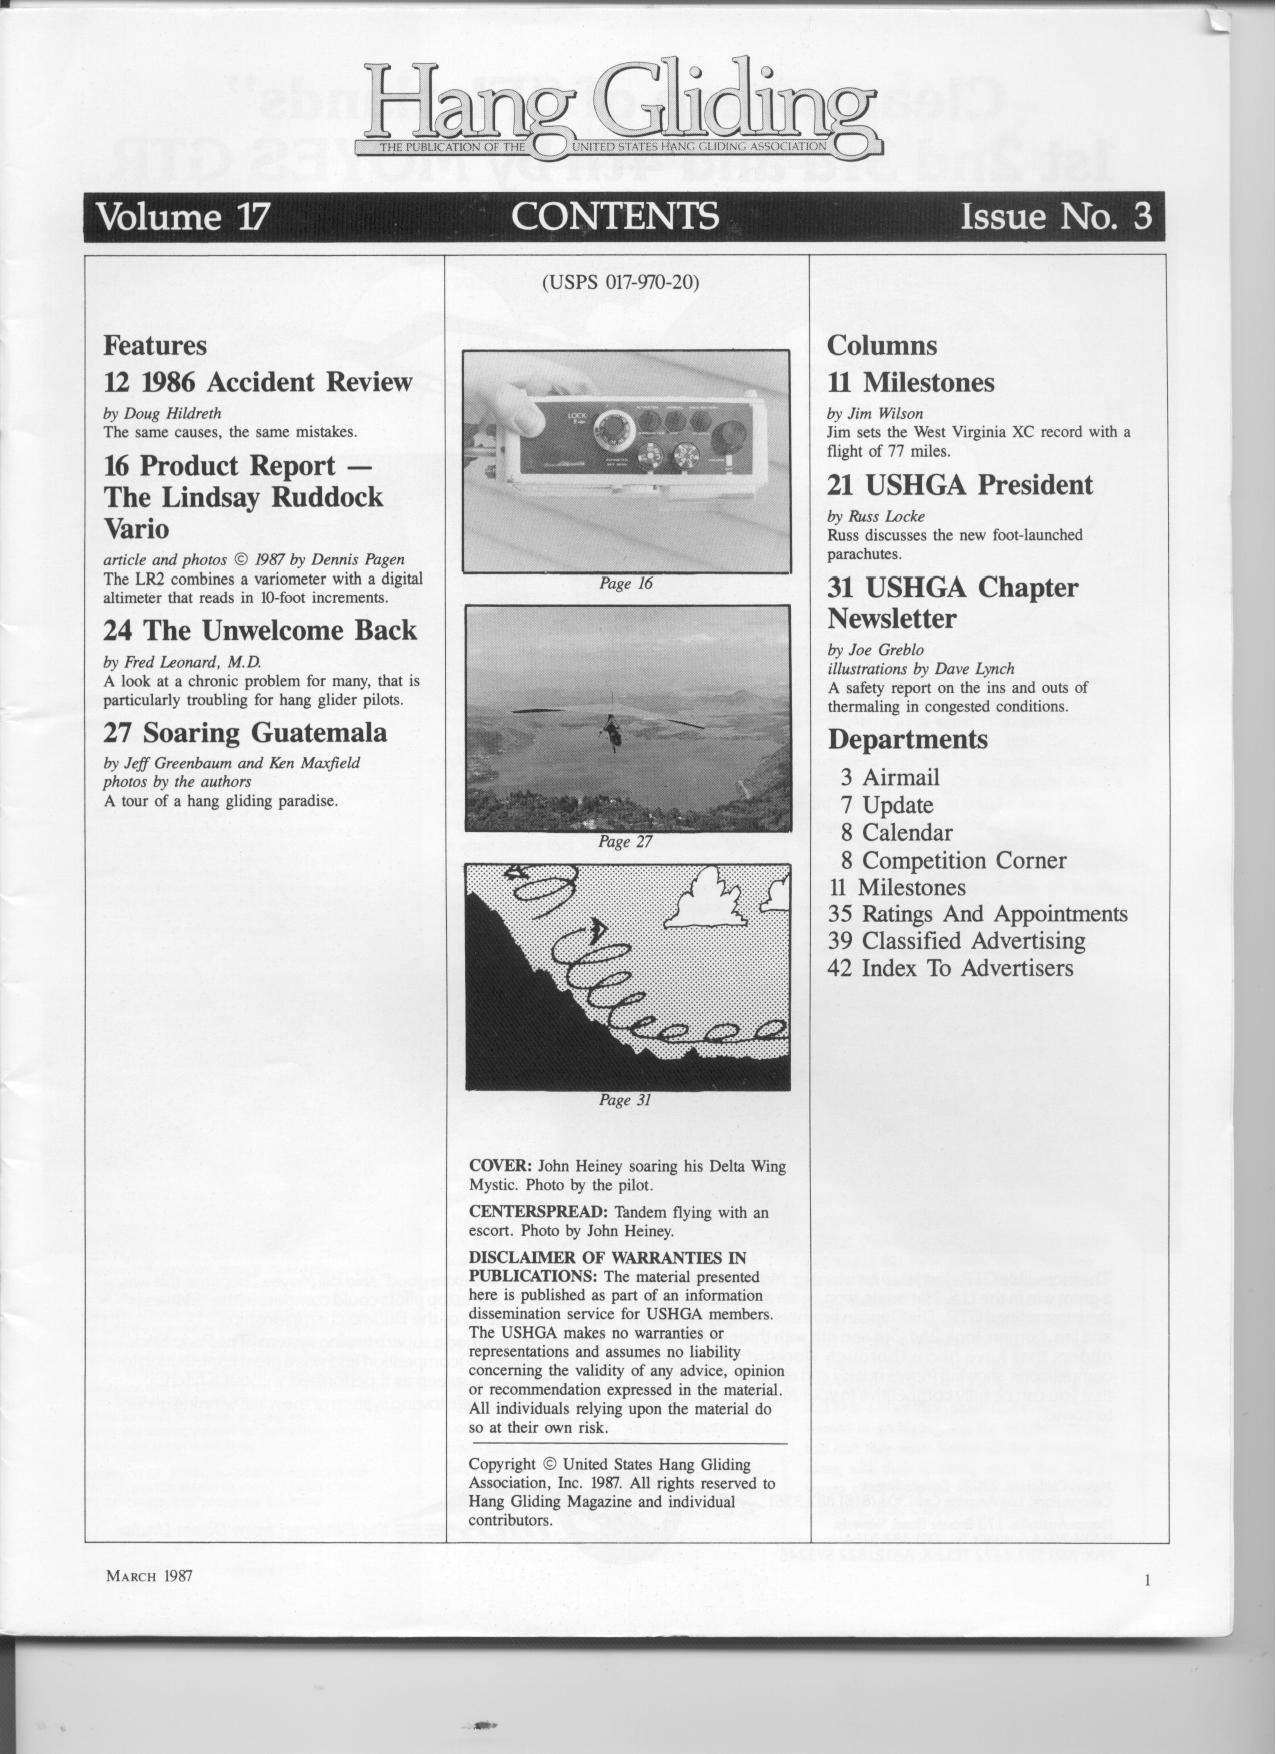 Hang Gliding
THE PUBLICATION OF THE UNITED STATES HANG GLIDING ASSOCIATION
Volume 17 CONTENTS Issue No. 3
Features
12 1986 Accident Review
by Doug Hildreth
The same causes, the same mistakes.
16 Product Report —
The Lindsay Ruddock
Vario
article and photos © 1987 by Dennis Pagen
The LR2 combines a variometer with a digital
altimeter that reads in 10-foot increments.
24 The Unwelcome Back
by Fred Leonard, M.D.
A look at a chronic problem for many, that is
particularly troubling for hang glider pilots.
27 Soaring Guatemala
by Jeff Greenbaum and Ken Maxfield
photos by the authors
A tour of a hang gliding paradise.
(USPS 017-970-20)
LOCK
Page 16
Page 27
Page 31
COVER: John Heiney soaring his Delta Wing
Mystic. Photo by the pilot.
CENTERSPREAD: Tandem flying with an
escort. Photo by John Heiney.
DISCLAIMER OF WARRANTIES IN
PUBLICATIONS: The material presented
here is published as part of an information
dissemination service for USHGA members.
The USHGA makes no warranties or
representations and assumes no liability
concerning the validity of any advice, opinion
or recommendation expressed in the material.
All individuals relying upon the material do
so at their own risk.
Copyright © United States Hang Gliding
Association, Inc. 1987. All rights reserved to
Hang Gliding Magazine and individual
contributors.
Columns
11 Milestones
by Jim Wilson
Jim sets the West Virginia XC record with a
flight of 77 miles.
21 USHGA President
by Russ Locke
Russ discusses the new foot-launched
parachutes.
31 USHGA Chapter
Newsletter
by Joe Greblo
illustrations by Dave Lynch
A safety report on the ins and outs of
thermaling in congested conditions.
Departments
3 Airmail
7 Update
8 Calendar
8 Competition Corner
11 Milestones
35 Ratings And Appointments
39 Classified Advertising
42 Index To Advertisers
MARCH 1987
1